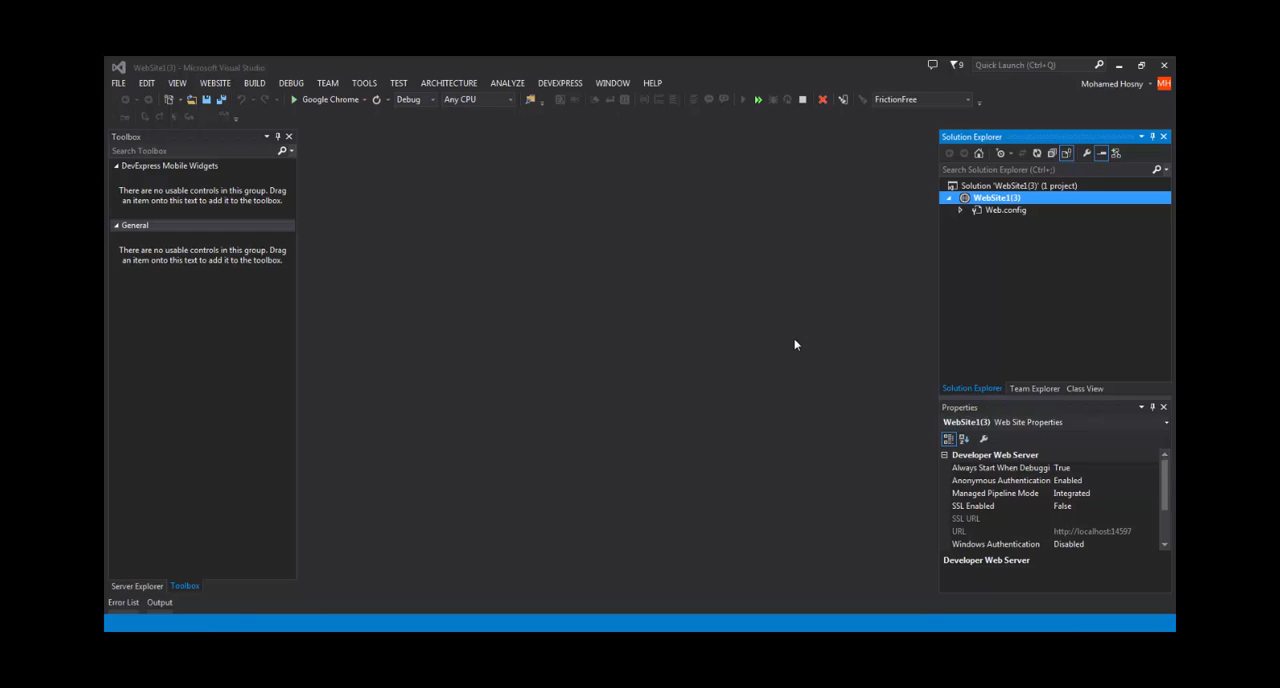 WebSite1(3) - Microsoft Visual Studio
9 Quick Launch (Ctrl+Q)
FILE EDIT VIEW WEBSITE BUILD DEBUG TEAM TOOLS TEST ARCHITECTURE ANALYZE DEVEXPRESS WINDOW HELP
Mohamed Hosny MH
Google Chrome Debug Any CPU FrictionFree
Toolbox
Search Toolbox
DevExpress Mobile Widgets
There are no usable controls in this group. Drag
an item onto this text to add it to the toolbox.
General
There are no usable controls in this group. Drag
an item onto this text to add it to the toolbox.
Server Explorer Toolbox
Error List Output
Solution Explorer
Search Solution Explorer (Ctrl+;)
Solution 'WebSite1(3)' (1 project)
WebSite1(3)
Web.config
Solution Explorer Team Explorer Class View
Properties
WebSite1(3) Web Site Properties
Developer Web Server
Always Start When Debuggi True
Anonymous Authentication Enabled
Managed Pipeline Mode Integrated
SSL Enabled False
SSL URL
URL http://localhost:14597
Windows Authentication Disabled
Developer Web Server